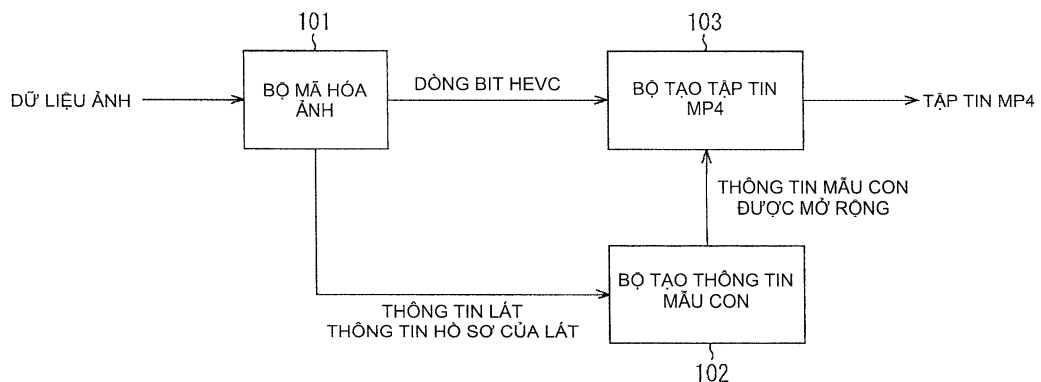 101
103
DỮ LIỆU ẢNH
BỘ MÃ HÓA
ẢNH
DÒNG BIT HEVC
BỘ TẠO TẬP TIN
MP4
TẬP TIN MP4
THÔNG TIN MẪU CON
ĐƯỢC MỞ RỘNG
BỘ TẠO THÔNG TIN
MẪU CON
THÔNG TIN LÁT
THÔNG TIN HỒ SƠ CỦA LÁT
102